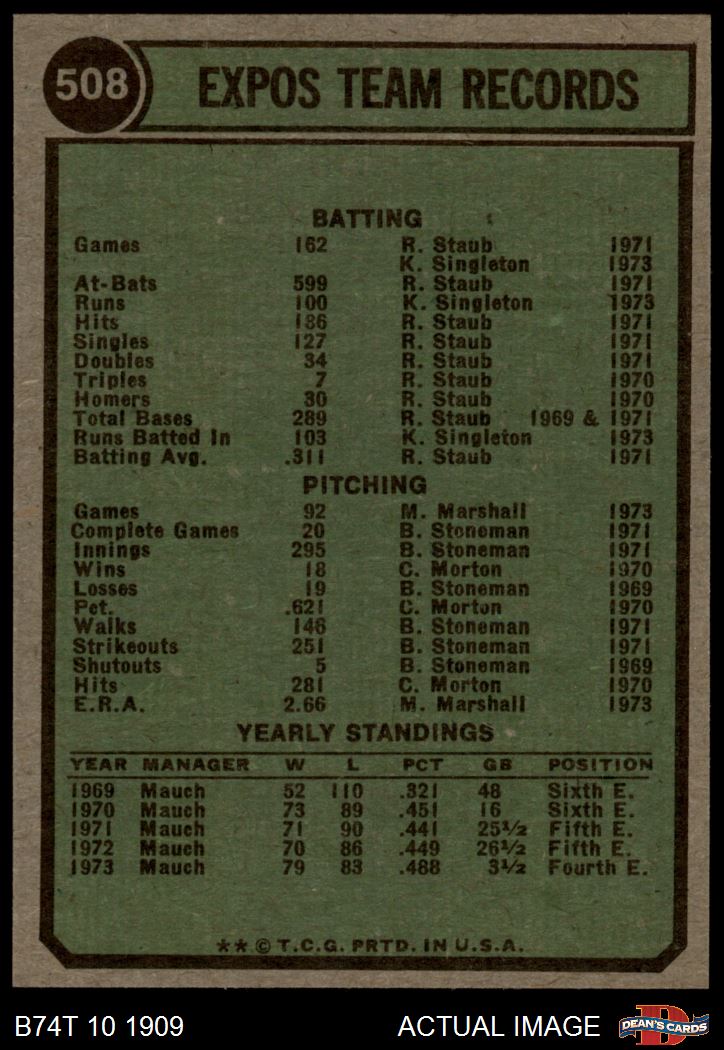 508 EXPOS TEAM RECORDS
BATTING
Games 162 R. Staub 1971
K. Singleton 1973
At-Bats 599 R. Staub 1971
Runs 100 K. Singleton 1973
Hits 186 R. Staub 1971
Singles 127 R. Staub 1971
Doubles 34 R. Staub 1971
Triples 7 R. Staub 1970
Homers 30 R. Staub 1970
Total Bases 289 R. Staub 1969 & 1971
Runs Batted In 103 K. Singleton 1973
Batting Avg. .311 R. Staub 1971
PITCHING
Games 92 M. Marshall 1973
Complete Games 20 B. Stoneman 1971
Innings 295 B. Stoneman 1971
Wins 18 C. Morton 1970
Losses 19 B. Stoneman 1969
Pct. .621 C. Morton 1970
Walks 146 B. Stoneman 1971
Strikeouts 251 B. Stoneman 1971
Shutouts 5 B. Stoneman 1969
Hits 281 C. Morton 1970
E.R.A. 2.66 M. Marshall 1973
YEARLY STANDINGS
YEAR MANAGER W L PCT GB POSITION
1969 Mauch 52 110 .321 48 Sixth E.
1970 Mauch 73 89 .451 16 Sixth E.
1971 Mauch 71 90 .441 25½ Fifth E.
1972 Mauch 70 86 .449 26½ Fifth E.
1973 Mauch 79 83 .488 3½ Fourth E.
** © T.C.G. PRTD. IN U.S.A.
B74T 10 1909 ACTUAL IMAGE D DEAN'S CARDS